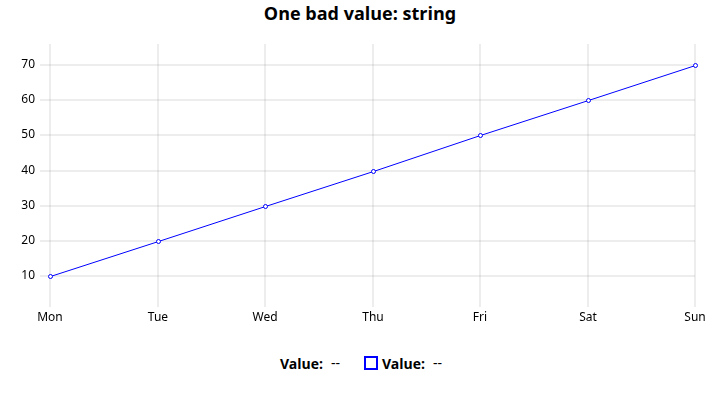 One bad value: string
70
60
50
40
30
20
10
Mon Tue Wed Thu Fri Sat Sun
Value: -- Value: --